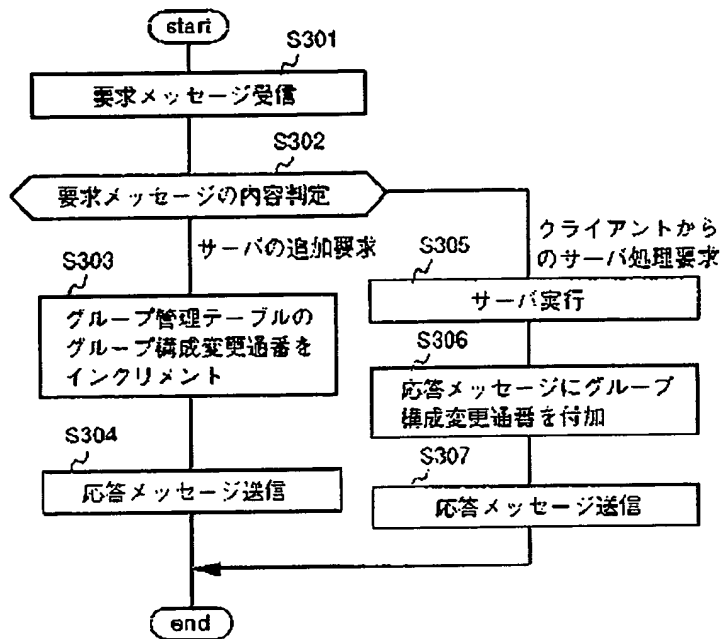 start
S301
要求メッセージ受信
S302
要求メッセージの内容判定
サーバの追加要求
クライアントから
のサーバ処理要求
S303
グループ管理テーブルの
グループ構成変更通番を
インクリメント
S304
応答メッセージ送信
S305
サーバ実行
S306
応答メッセージにグループ
構成変更通番を付加
S307
応答メッセージ送信
end